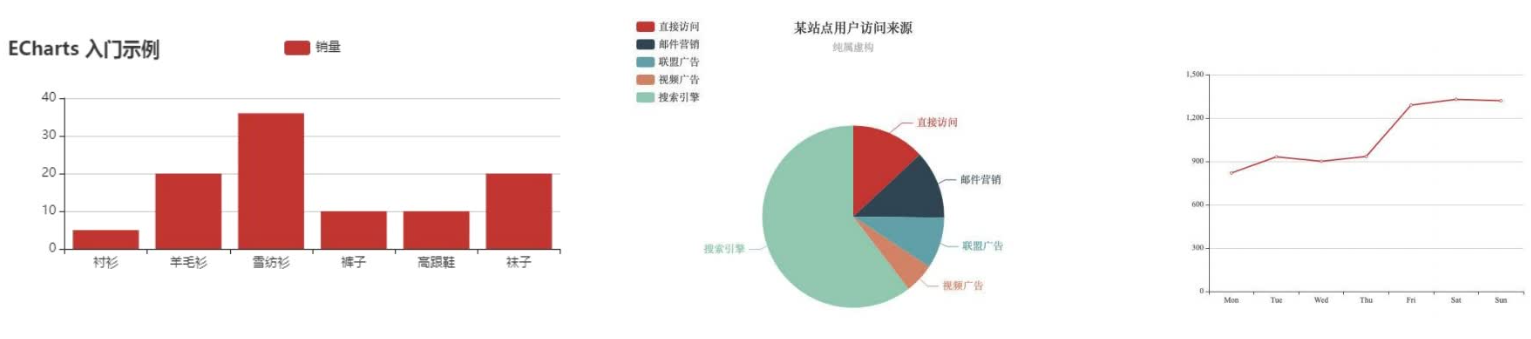 ECharts 入门示例
销量
40
30
20
10
0
衬衫 羊毛衫 雪纺衫 裤子 高跟鞋 袜子
直接访问
邮件营销
联盟广告
视频广告
搜索引擎
某站点用户访问来源
纯属虚构
直接访问
邮件营销
联盟广告
视频广告
搜索引擎
1,500
1,200
900
600
300
0
Mon Tue Wed Thu Fri Sat Sun